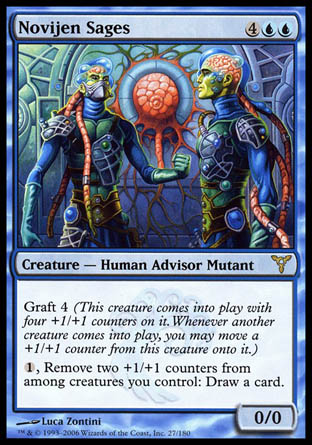 Novijen Sages 4
Creature — Human Advisor Mutant
Graft 4 (This creature comes into play with
four +1/+1 counters on it. Whenever another
creature comes into play, you may move a
+1/+1 counter from this creature onto it.)
1, Remove two +1/+1 counters from
among creatures you control: Draw a card.
Luca Zontini
™ & © 1993–2006 Wizards of the Coast, Inc. 27/180
0/0